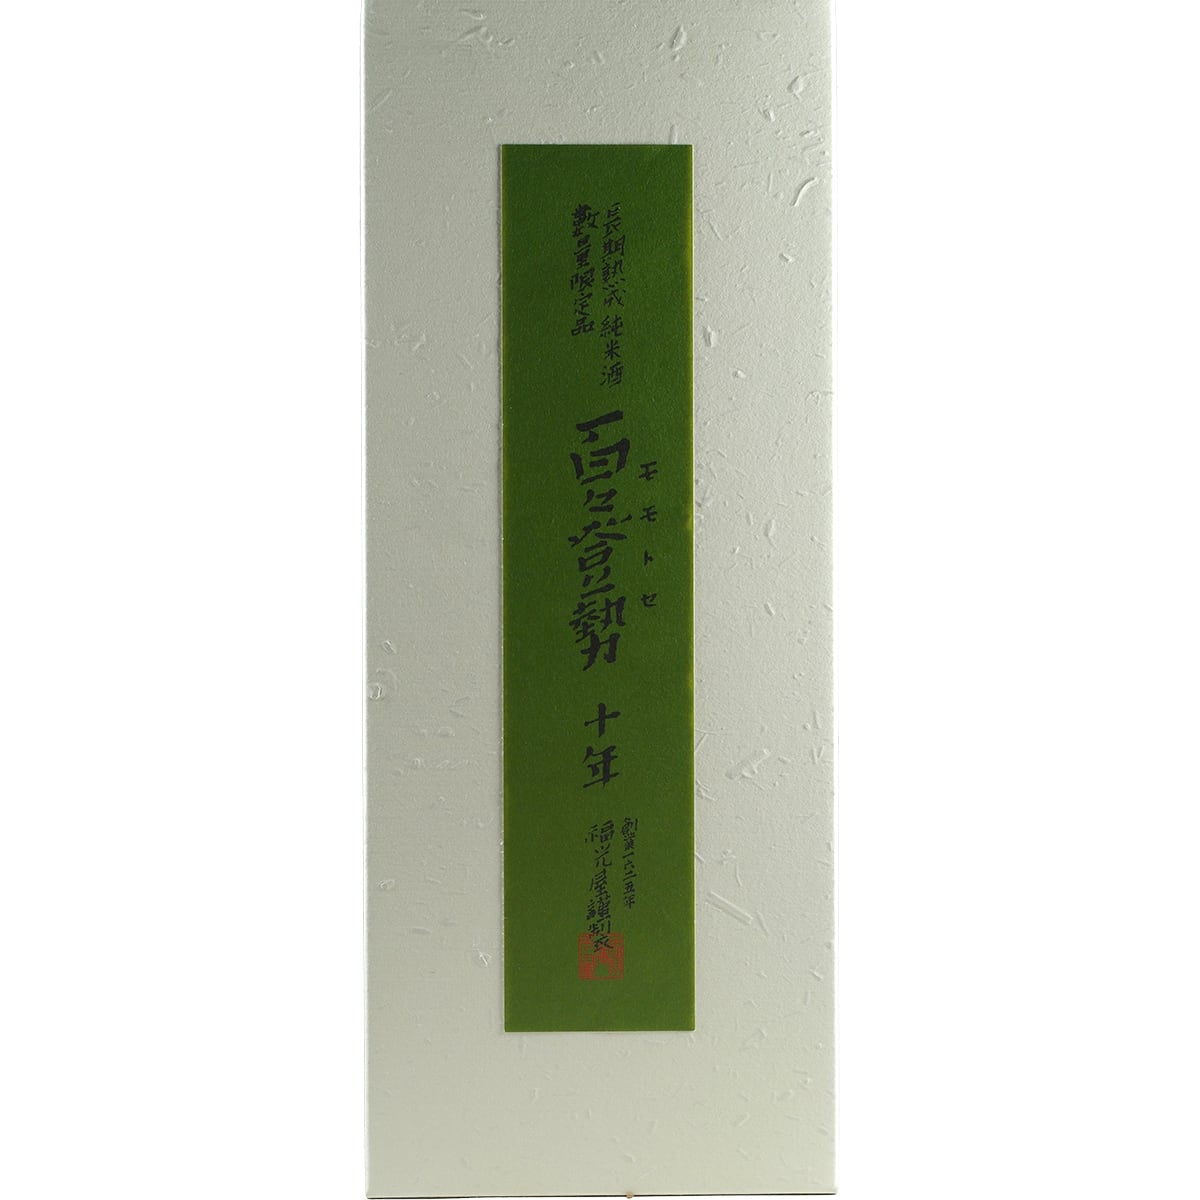 長期熟成 純米酒
数量限定品
モモトセ
百々登勢 十年
創業一六二五年
福光屋謹製